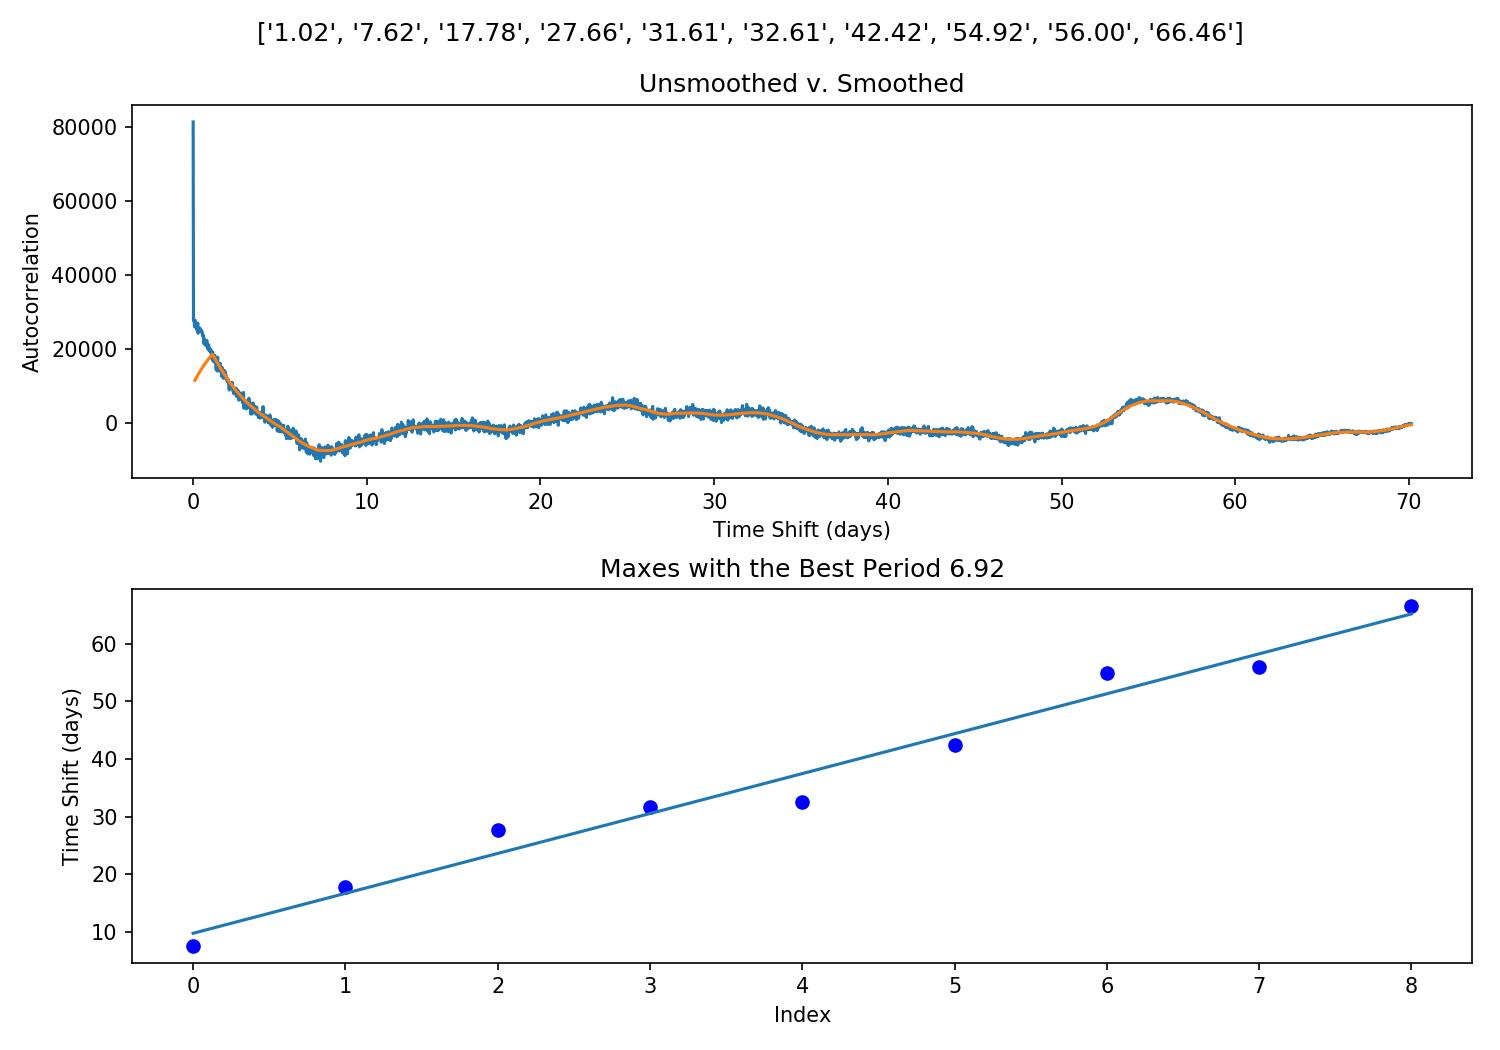 ['1.02', '7.62', '17.78', '27.66', '31.61', '32.61', '42.42', '54.92', '56.00', '66.46']
Unsmoothed v. Smoothed
80000
60000
40000
20000
0
Autocorrelation
0 10 20 30 40 50 60 70
Time Shift (days)
Maxes with the Best Period 6.92
60
50
40
30
20
10
Time Shift (days)
0 1 2 3 4 5 6 7 8
Index